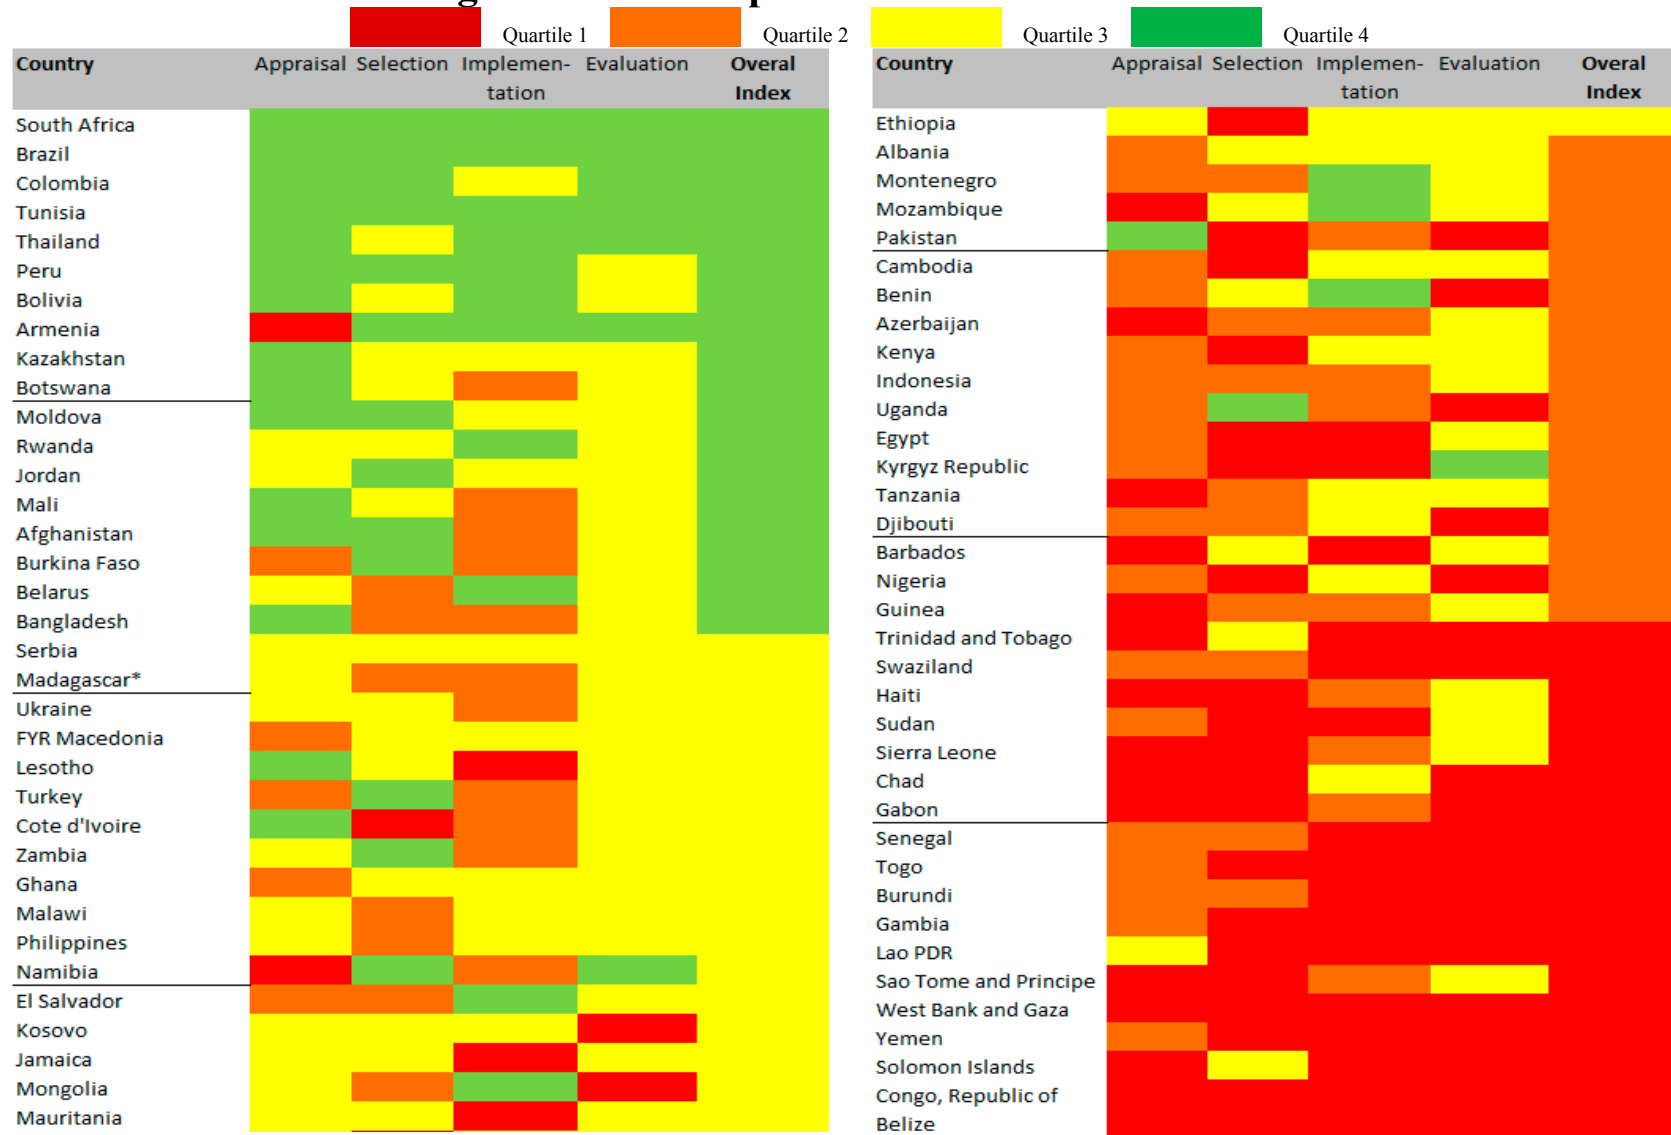 Quartile 1 Quartile 2 Quartile 3 Quartile 4
Country Appraisal Selection Implemen- Evaluation Overal
tation Index
South Africa
Brazil
Colombia
Tunisia
Thailand
Peru
Bolivia
Armenia
Kazakhstan
Botswana
Moldova
Rwanda
Jordan
Mali
Afghanistan
Burkina Faso
Belarus
Bangladesh
Serbia
Madagascar*
Ukraine
FYR Macedonia
Lesotho
Turkey
Cote d'Ivoire
Zambia
Ghana
Malawi
Philippines
Namibia
El Salvador
Kosovo
Jamaica
Mongolia
Mauritania
Country Appraisal Selection Implemen- Evaluation Overal
tation Index
Ethiopia
Albania
Montenegro
Mozambique
Pakistan
Cambodia
Benin
Azerbaijan
Kenya
Indonesia
Uganda
Egypt
Kyrgyz Republic
Tanzania
Djibouti
Barbados
Nigeria
Guinea
Trinidad and Tobago
Swaziland
Haiti
Sudan
Sierra Leone
Chad
Gabon
Senegal
Togo
Burundi
Gambia
Lao PDR
Sao Tome and Principe
West Bank and Gaza
Yemen
Solomon Islands
Congo, Republic of
Belize